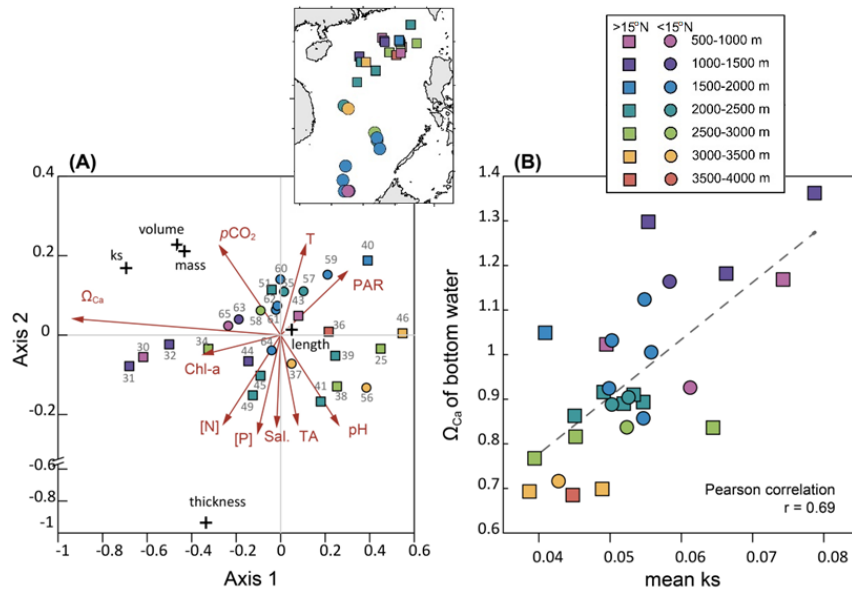 >15°N <15°N
500-1000 m
1000-1500 m
1500-2000 m
2000-2500 m
2500-3000 m
3000-3500 m
3500-4000 m
(A)
0.4
0.2
0
-0.2
-0.6
-0.8
-1
Axis 2
-1 -0.8 -0.6 -0.4 -0.2 0 0.2 0.4 0.6
Axis 1
volume
ks
mass
pCO₂
T
40
59
60
51 55 57
PAR
ΩCa
62
43
65 63 58 61
46
36
length
30 32 34 64
Chl-a 44 37 39 25
31
45 41 38 56
49
[N] [P] Sal. TA pH
thickness
(B)
1.4
1.3
1.2
1.1
1.0
0.9
0.8
0.7
0.6
ΩCa of bottom water
Pearson correlation
r = 0.69
0.04 0.05 0.06 0.07 0.08
mean ks